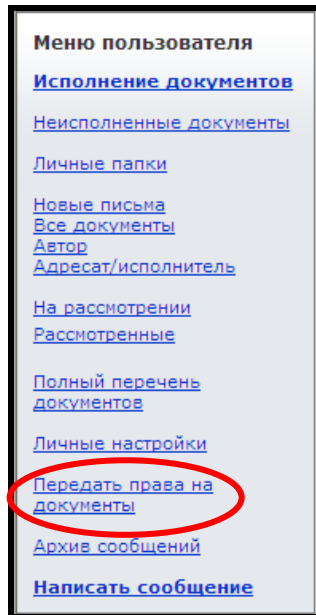 Меню пользователя
Исполнение документов
Неисполненные документы
Личные папки
Новые письма
Все документы
Автор
Адресат/исполнитель
На рассмотрении
Рассмотренные
Полный перечень
документов
Личные настройки
Передать права на
документы
Архив сообщений
Написать сообщение